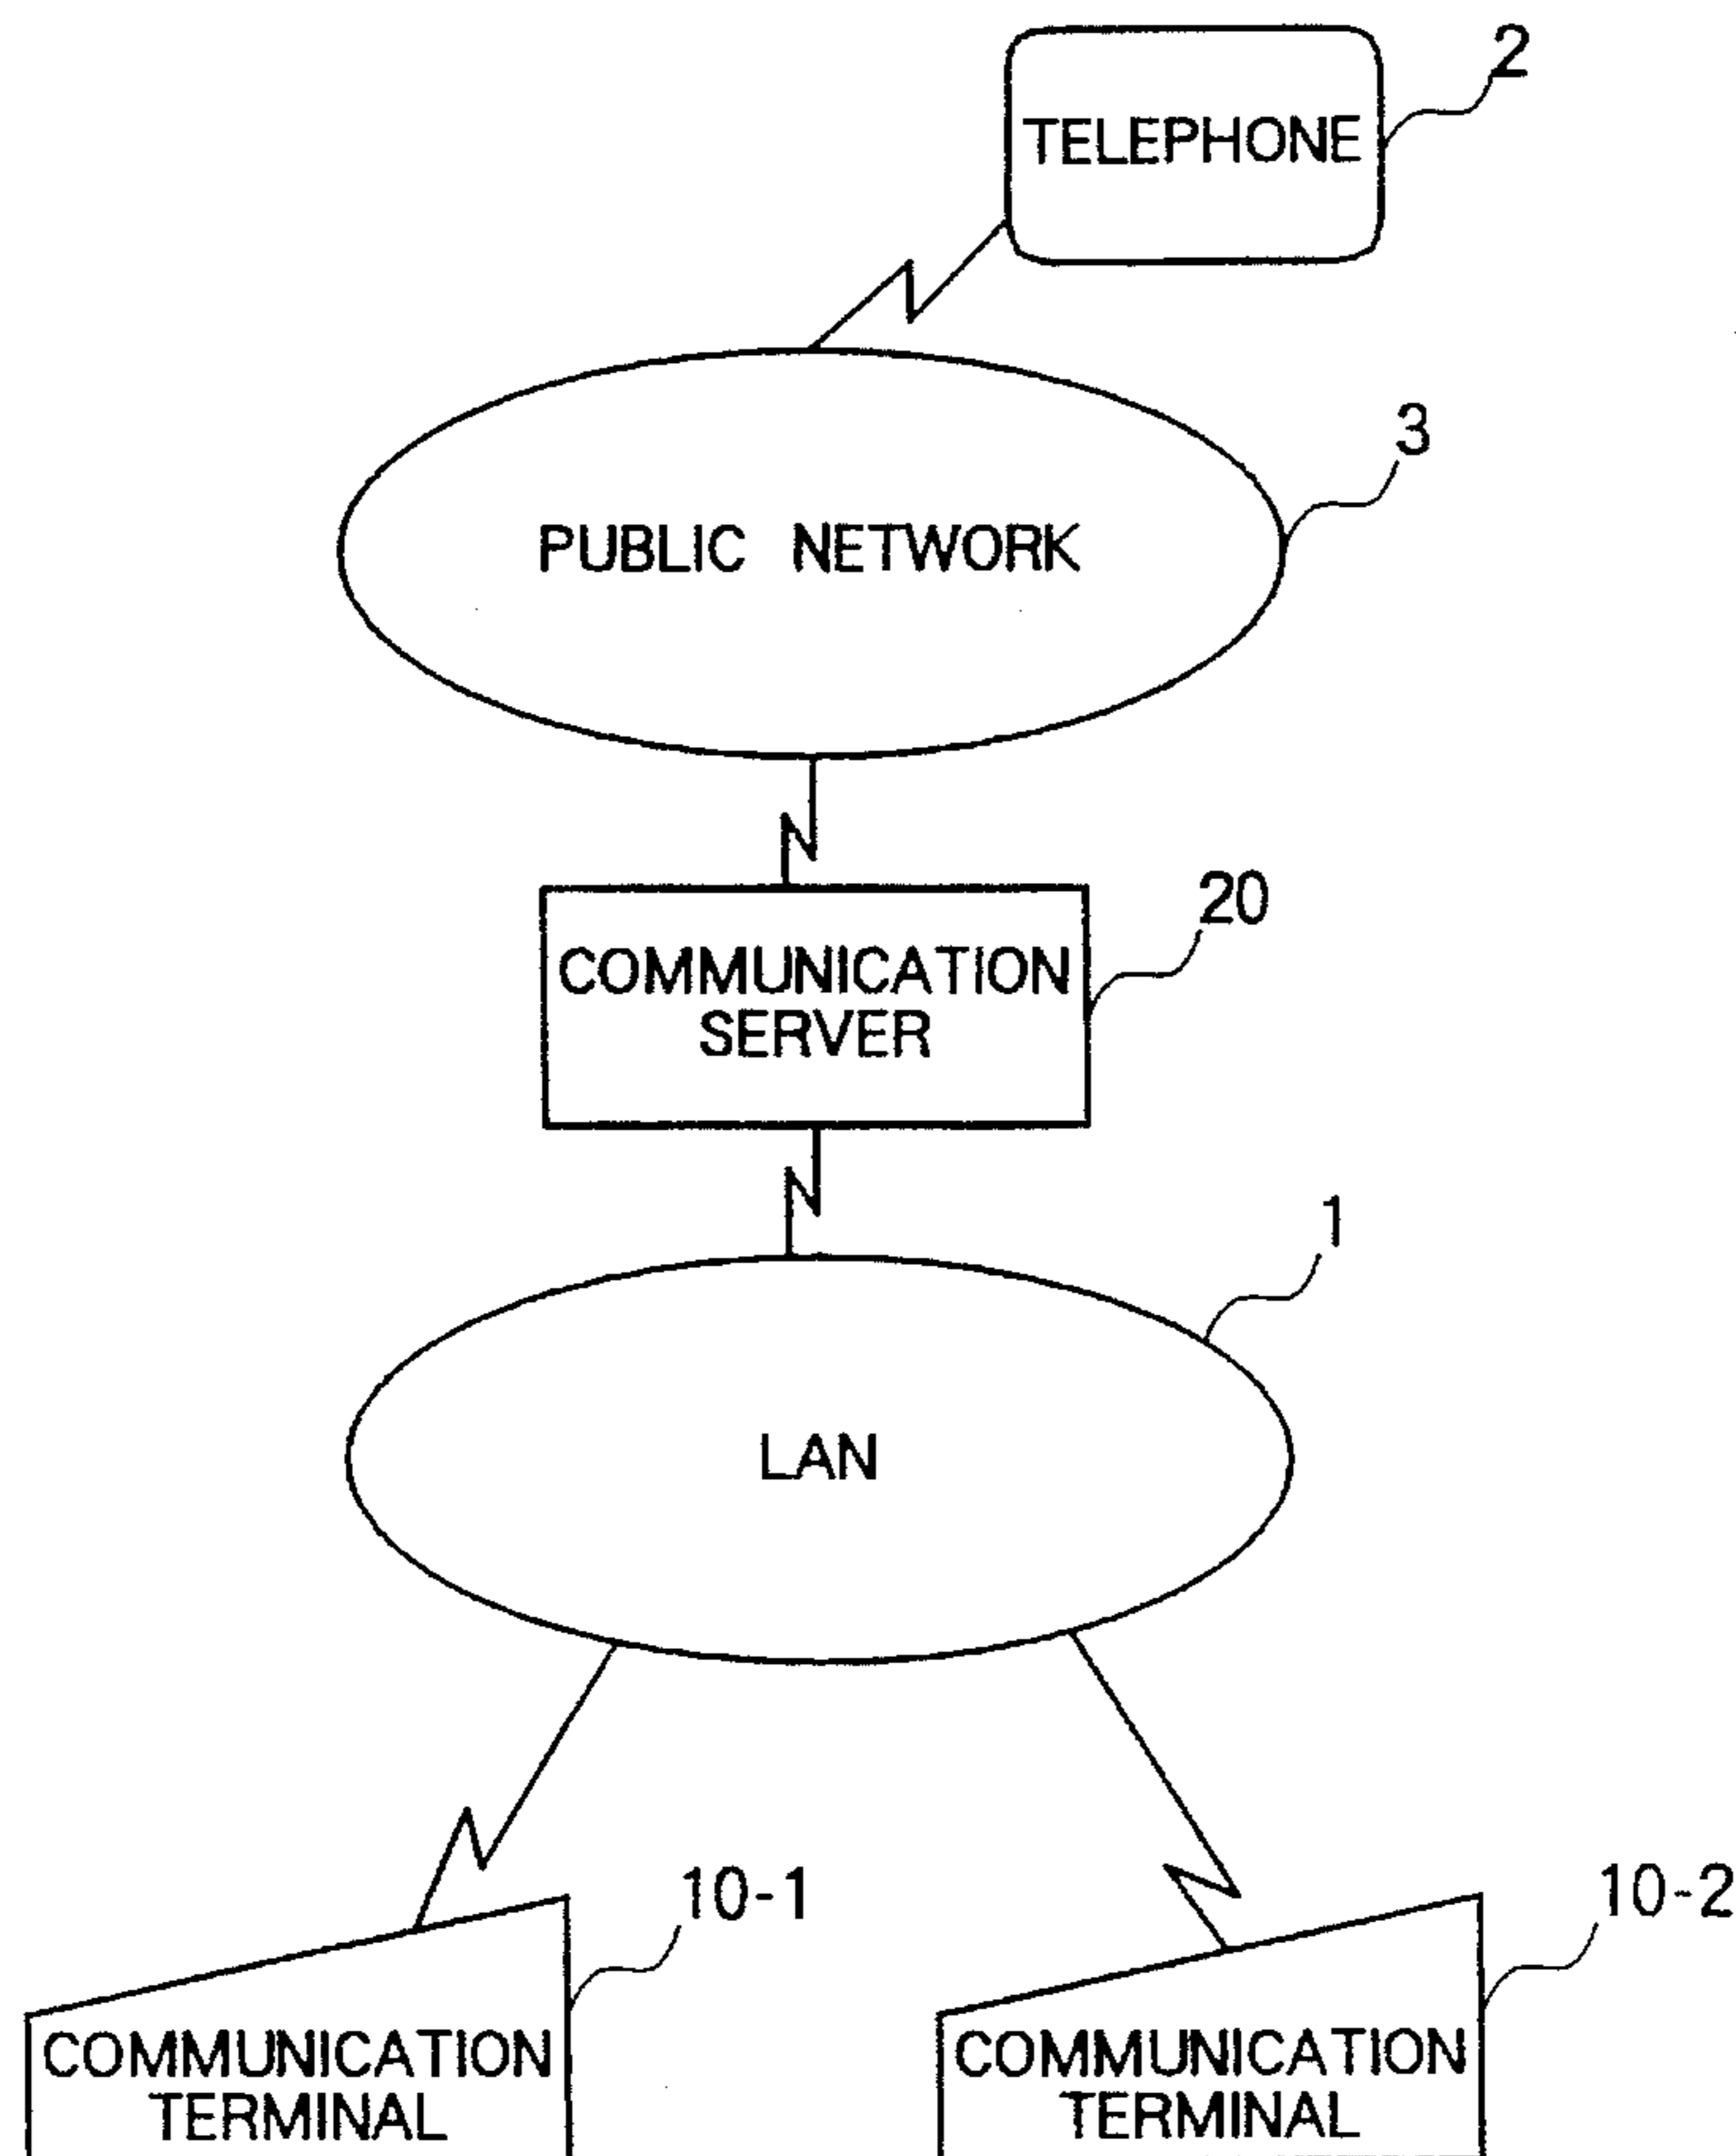 2
TELEPHONE
3
PUBLIC NETWORK
20
COMMUNICATION
SERVER
1
LAN
10-1
10-2
COMMUNICATION
TERMINAL
COMMUNICATION
TERMINAL